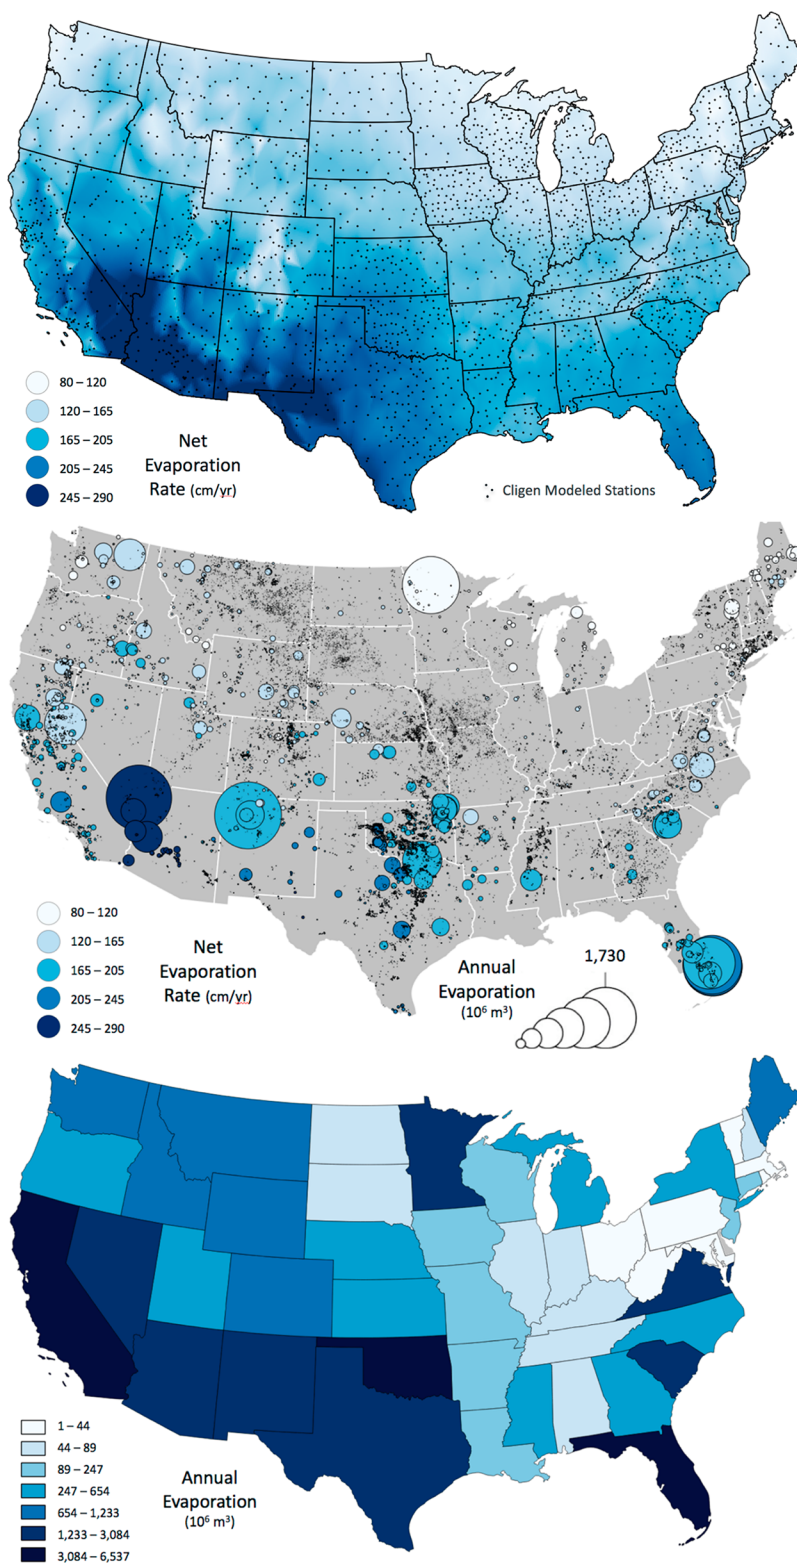 80 – 120
120 – 165
165 – 205
205 – 245
245 – 290
Net
Evaporation
Rate (cm/yr)
Cligen Modeled Stations
80 – 120
120 – 165
165 – 205
205 – 245
245 – 290
Net
Evaporation
Rate (cm/yr)
Annual
Evaporation
(10⁶ m³)
1,730
1 – 44
44 – 89
89 – 247
247 – 654
654 – 1,233
1,233 – 3,084
3,084 – 6,537
Annual
Evaporation
(10⁶ m³)